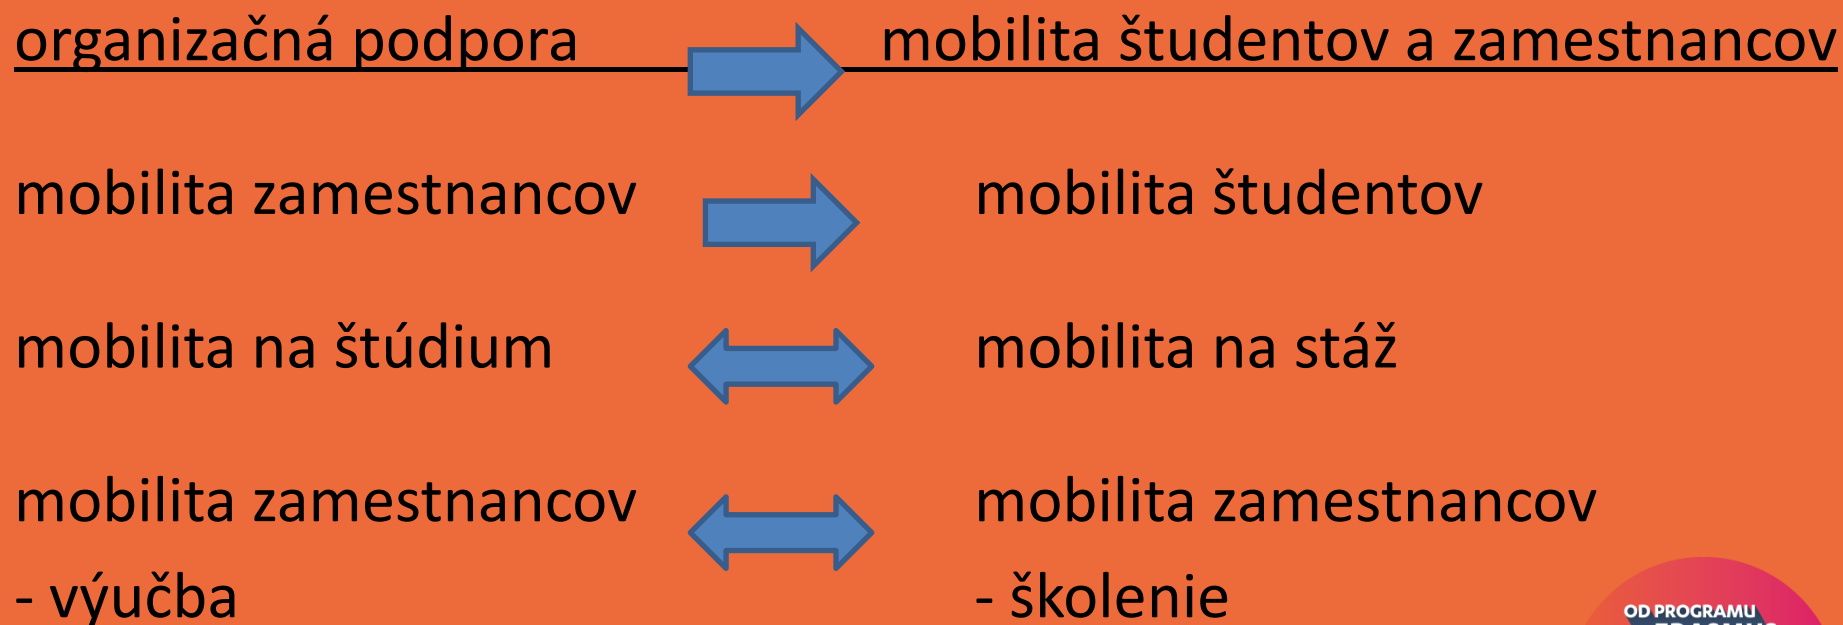 organizačná podpora mobilita študentov a zamestnancov
mobilita zamestnancov mobilita študentov
mobilita na štúdium mobilita na stáž
mobilita zamestnancov mobilita zamestnancov
- výučba - školenie
OD PROGRAMU